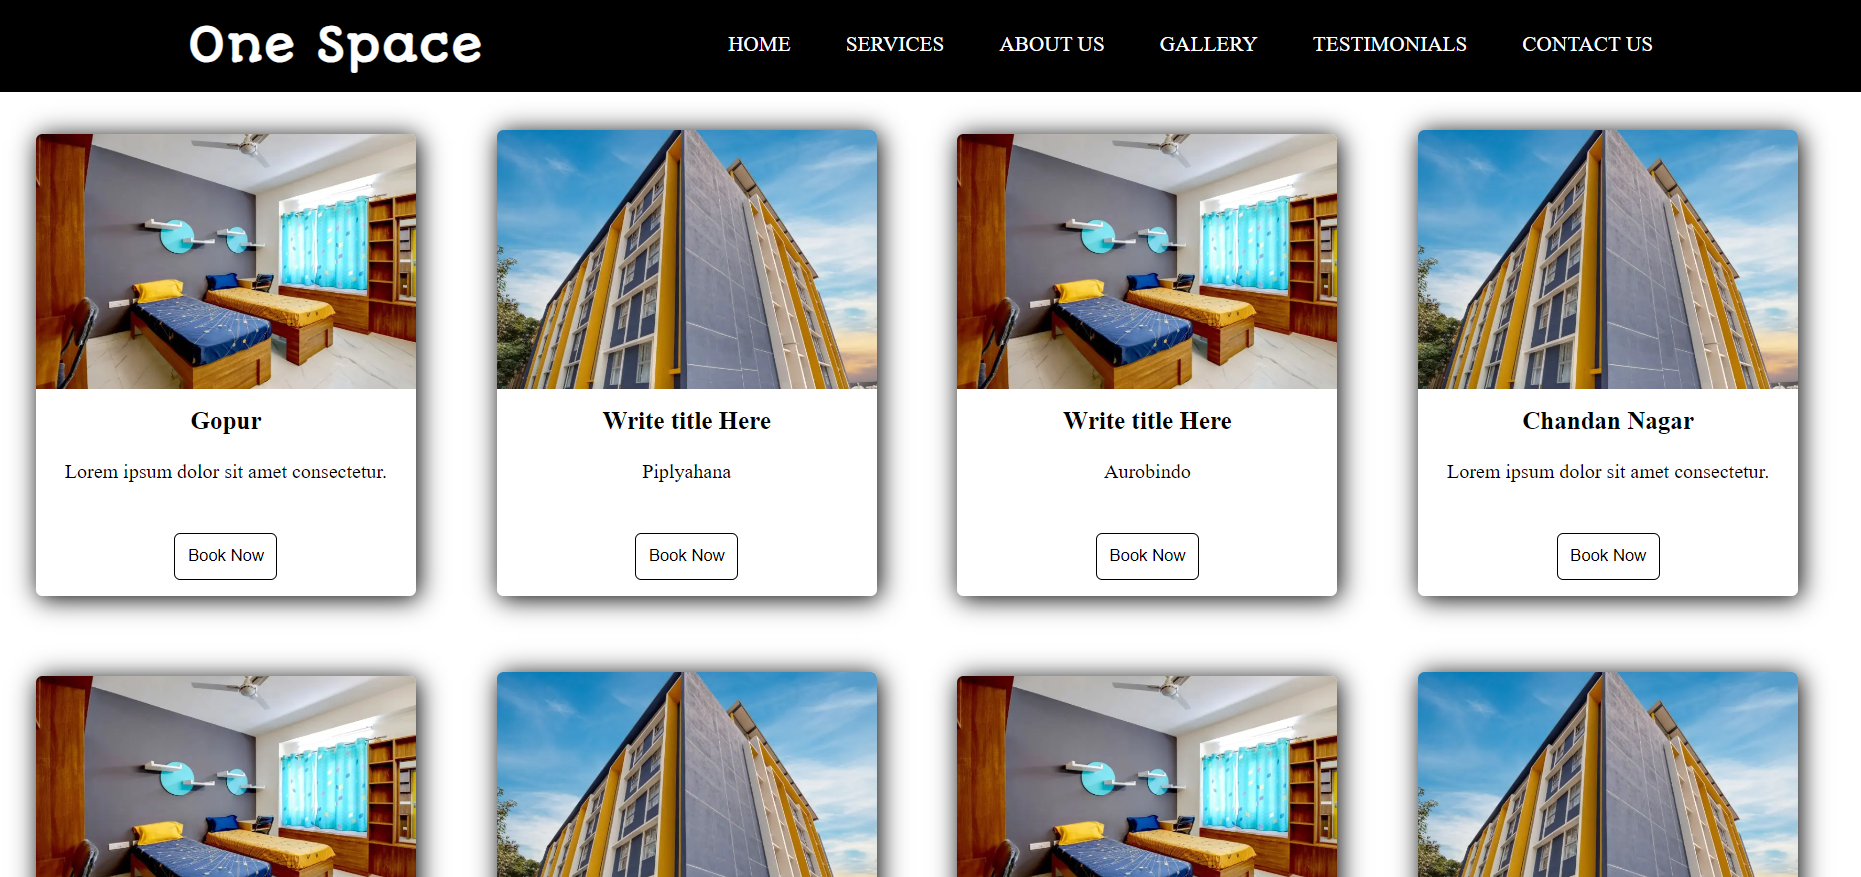 One Space
HOME SERVICES ABOUT US GALLERY TESTIMONIALS CONTACT US
Gopur
Lorem ipsum dolor sit amet consectetur.
Book Now
Write title Here
Piplyahana
Book Now
Write title Here
Aurobindo
Book Now
Chandan Nagar
Lorem ipsum dolor sit amet consectetur.
Book Now